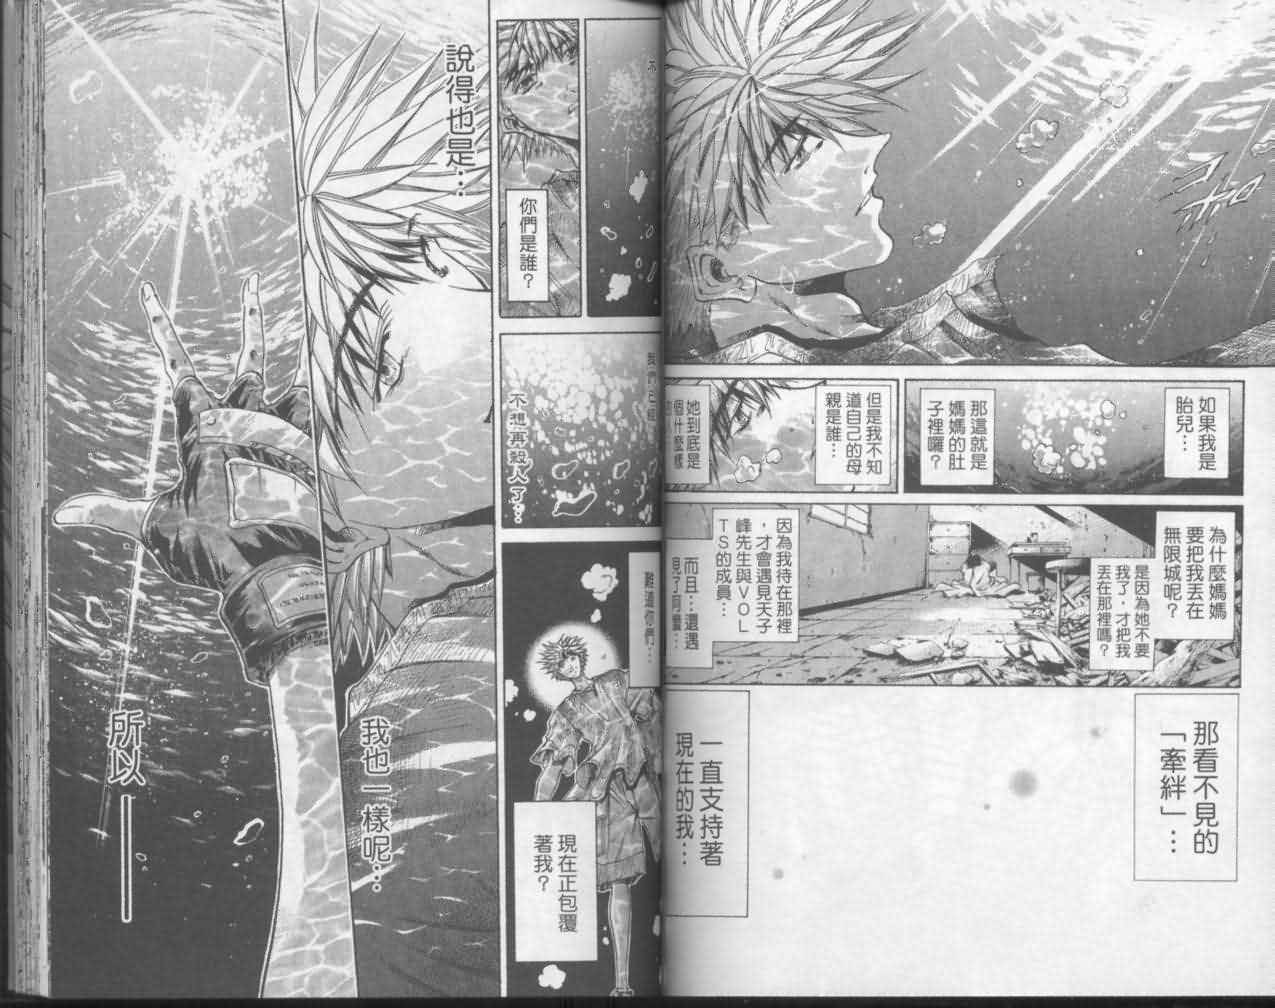 如果我是
胎兒…
那這就是
媽媽的肚
子裡囉？
但是我不知
道自己的母
親是誰…
她到底是
個什麼樣
的
為什麼媽媽
要把我丟在
無限城呢？
是因為她不要
我了，才把我
丟在那裡嗎？
因為我待在那裡
，才會遇見天子
峰先生與VOL
TS的成員…
而且…還遇
見了阿蠻…
那看不見的
「牽絆」…
一直支持著
現在的我…
不
你們是誰？
我們已經
不想再殺人了…
難道你們…
現在正包覆
著我？
說得也是…
我也一樣呢…
所以──